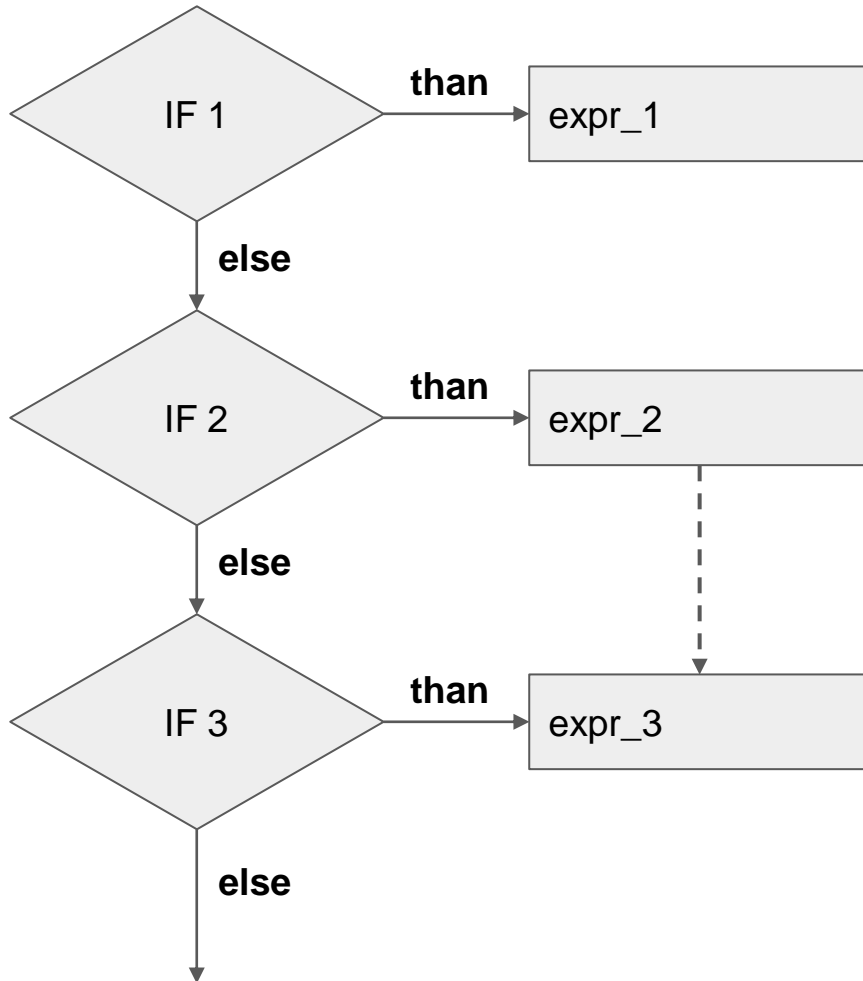 IF 1
than
expr_1
else
IF 2
than
expr_2
else
IF 3
than
expr_3
else